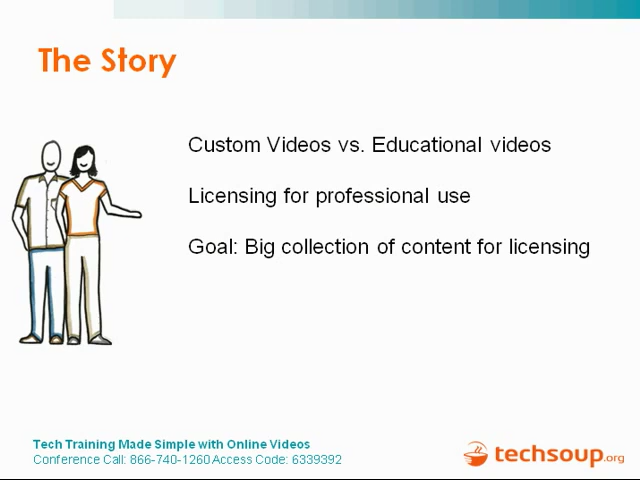 The Story
Custom Videos vs. Educational videos
Licensing for professional use
Goal: Big collection of content for licensing
Tech Training Made Simple with Online Videos
Conference Call: 866-740-1260 Access Code: 6339392
techsoup.org